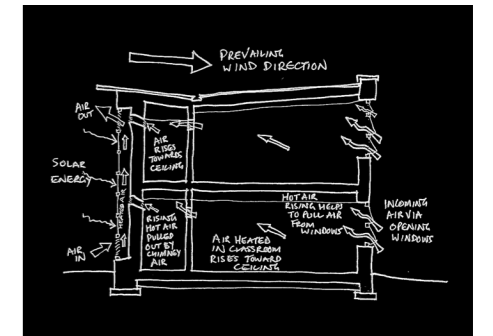 PREVAILING
WIND DIRECTION
AIR
OUT
AIR
RISES
TOWARDS
CEILING
SOLAR
ENERGY
HEATED AIR
HOT AIR
RISING HELPS
TO PULL AIR
FROM
WINDOWS
INCOMING
AIR VIA
OPENING
WINDOWS
RISING
HOT AIR
PULLED
OUT BY
CHIMNEY
AIR
AIR HEATED
IN CLASSROOM
RISES TOWARD
CEILING
AIR
IN